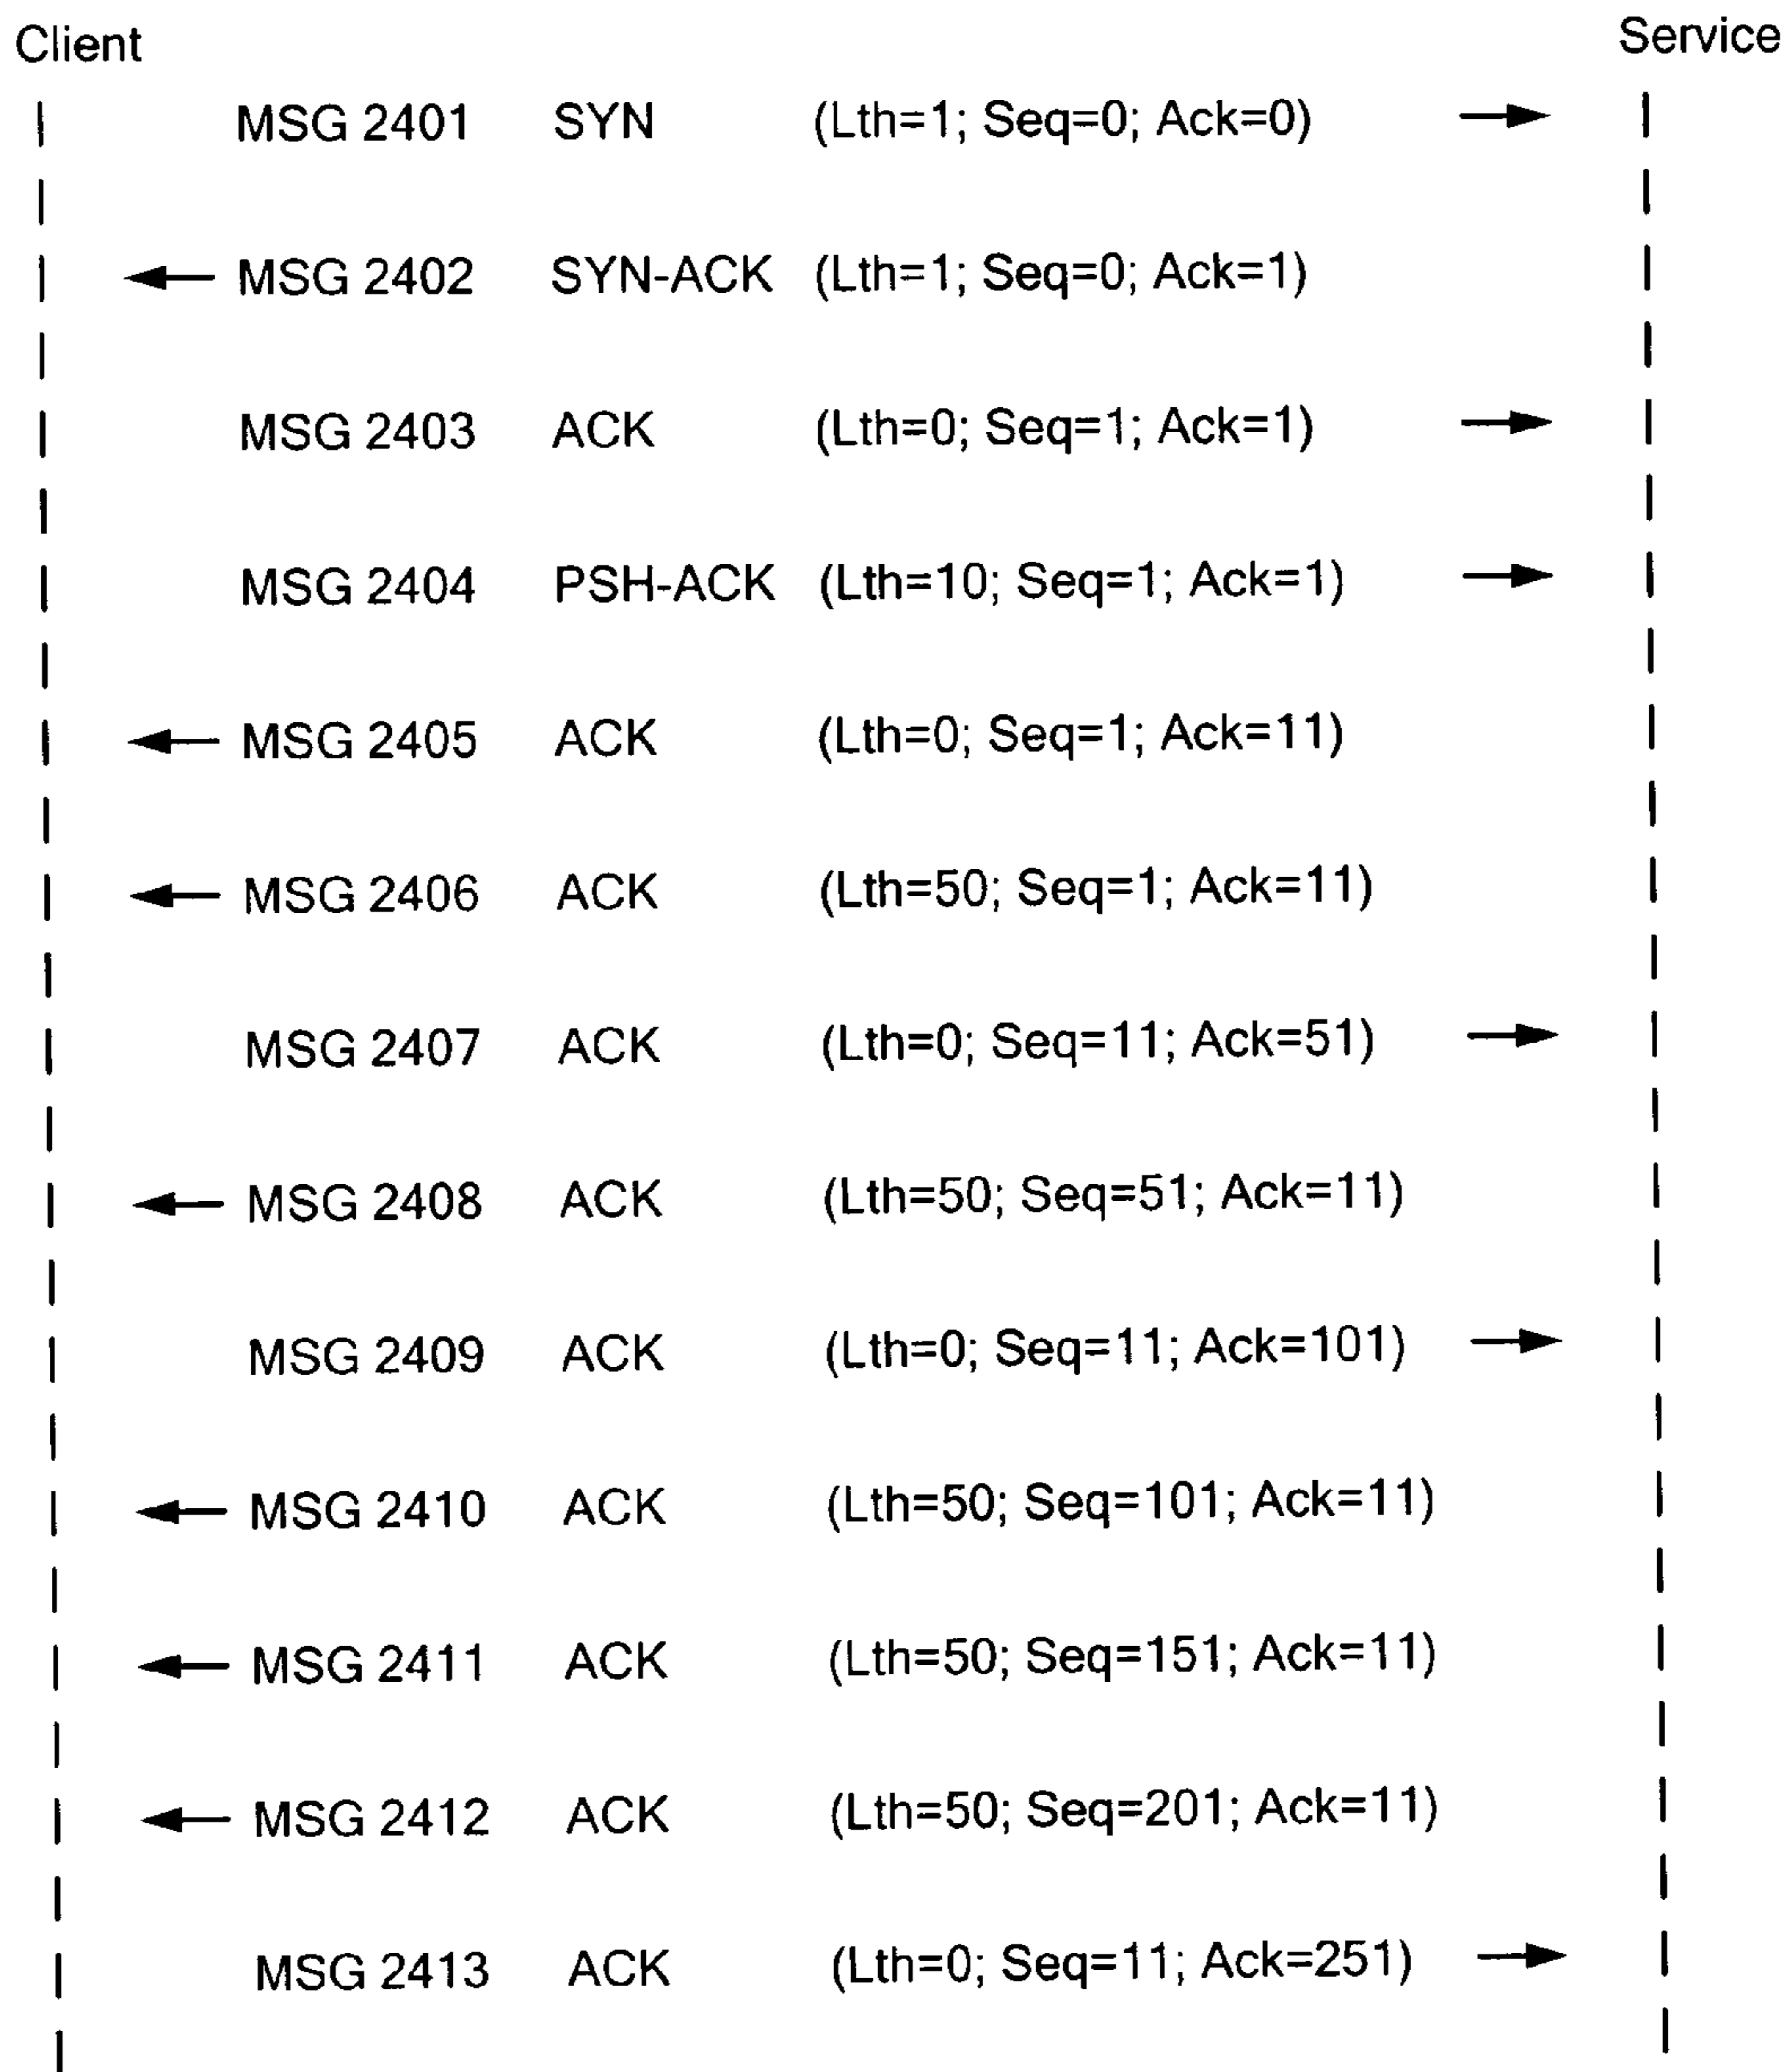 Client Service
MSG 2401 SYN (Lth=1; Seq=0; Ack=0)
MSG 2402 SYN-ACK (Lth=1; Seq=0; Ack=1)
MSG 2403 ACK (Lth=0; Seq=1; Ack=1)
MSG 2404 PSH-ACK (Lth=10; Seq=1; Ack=1)
MSG 2405 ACK (Lth=0; Seq=1; Ack=11)
MSG 2406 ACK (Lth=50; Seq=1; Ack=11)
MSG 2407 ACK (Lth=0; Seq=11; Ack=51)
MSG 2408 ACK (Lth=50; Seq=51; Ack=11)
MSG 2409 ACK (Lth=0; Seq=11; Ack=101)
MSG 2410 ACK (Lth=50; Seq=101; Ack=11)
MSG 2411 ACK (Lth=50; Seq=151; Ack=11)
MSG 2412 ACK (Lth=50; Seq=201; Ack=11)
MSG 2413 ACK (Lth=0; Seq=11; Ack=251)